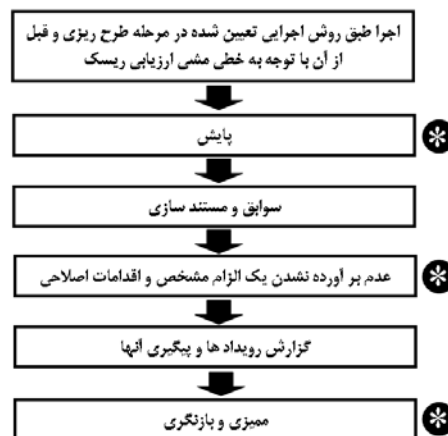 اجرا طبق روش اجرایی تعیین شده در مرحله طرح ریزی و قبل
از آن با توجه به خطی مشی ارزیابی ریسک
پایش
سوابق و مستند سازی
عدم بر آورده نشدن یک الزام مشخص و اقدامات اصلاحی
گزارش رویداد ها و پیگیری آنها
ممیزی و بازنگری